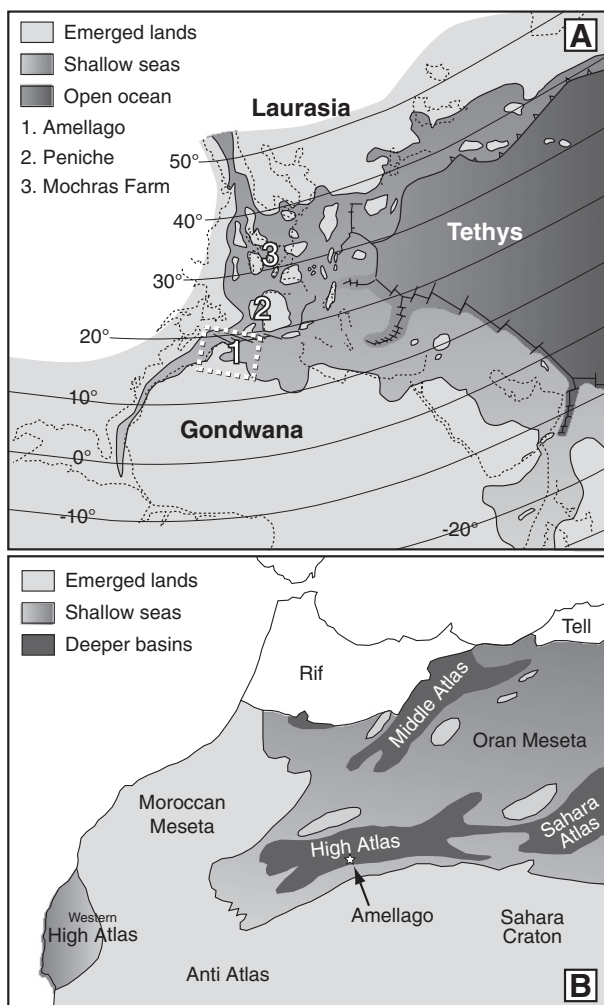 Emerged lands
Shallow seas
Open ocean
1. Amellago
2. Peniche
3. Mochras Farm
A
Laurasia
50°
40°
30°
20°
10°
0°
-10°
-20°
Tethys
3
2
1
Gondwana
Emerged lands
Shallow seas
Deeper basins
Tell
Rif
Middle Atlas
Oran Meseta
Moroccan
Meseta
High Atlas
Sahara
Atlas
Amellago
Western
High Atlas
Sahara
Craton
Anti Atlas
B